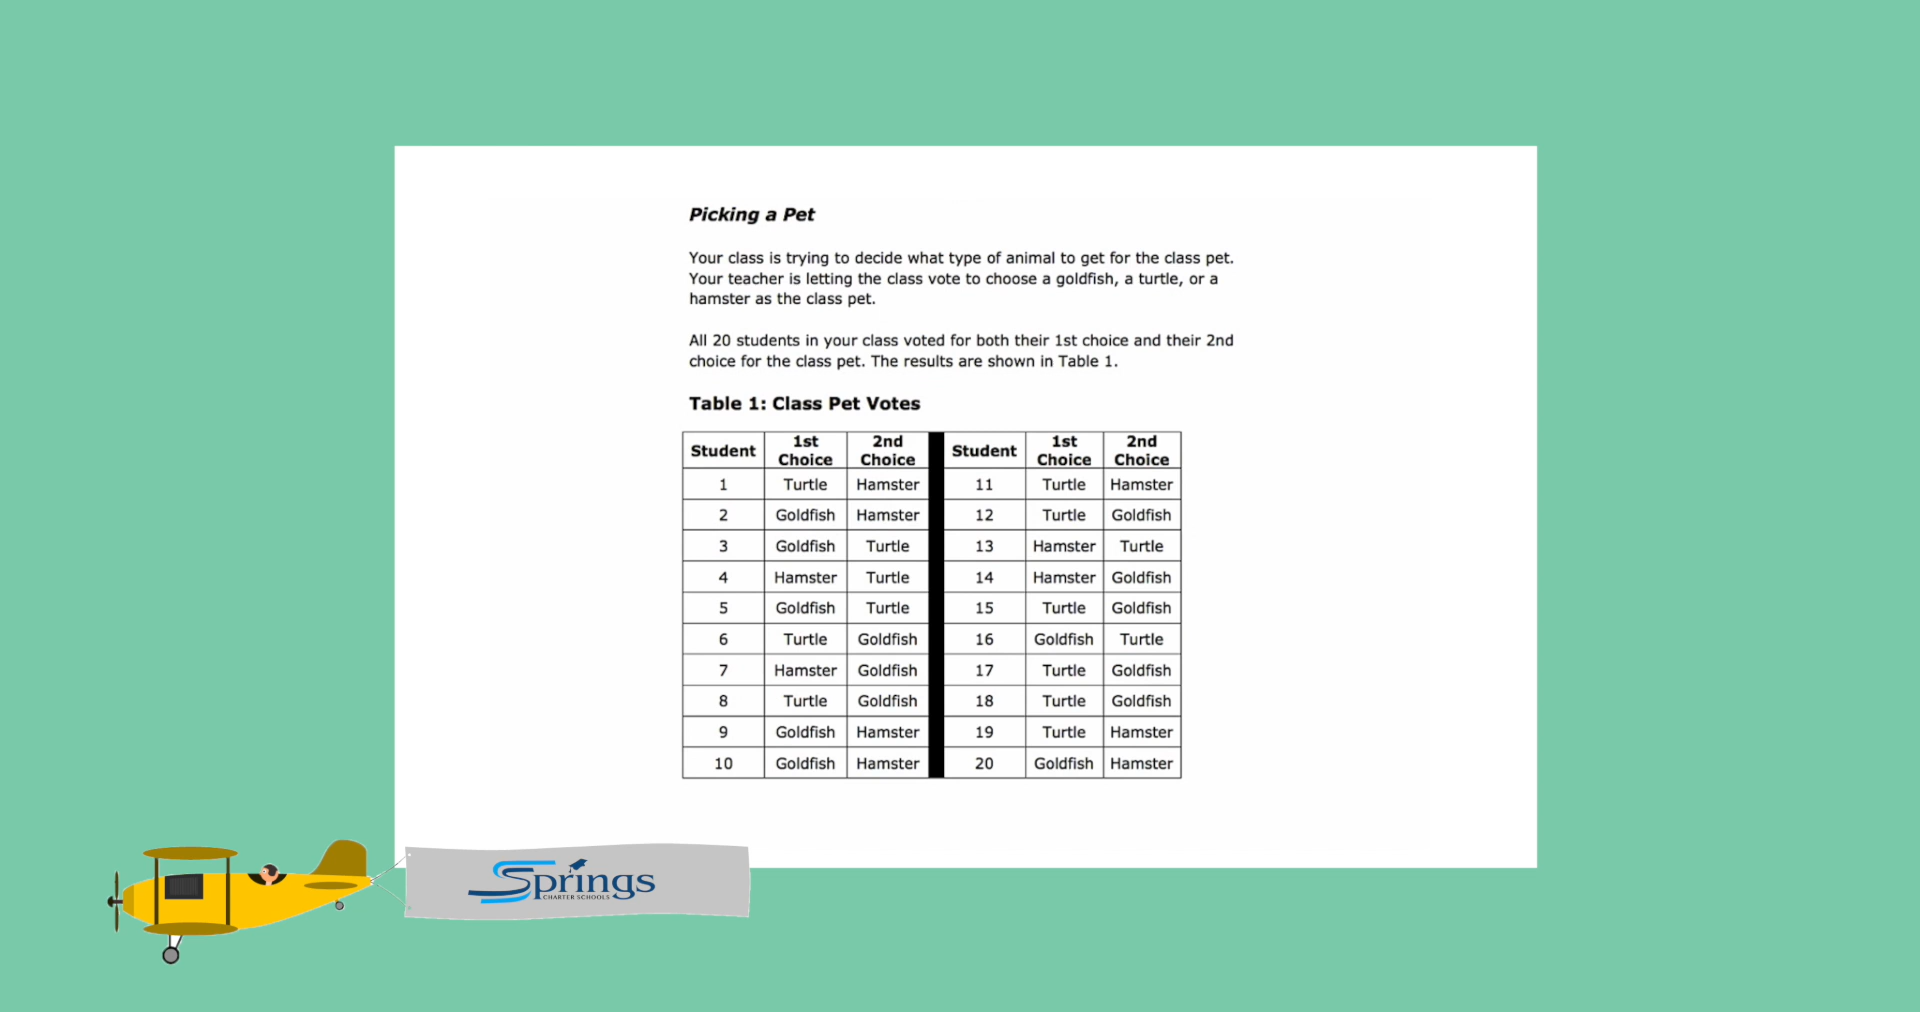 Picking a Pet
Your class is trying to decide what type of animal to get for the class pet.
Your teacher is letting the class vote to choose a goldfish, a turtle, or a
hamster as the class pet.
All 20 students in your class voted for both their 1st choice and their 2nd
choice for the class pet. The results are shown in Table 1.
Table 1: Class Pet Votes
Student 1st Choice 2nd Choice Student 1st Choice 2nd Choice
1 Turtle Hamster 11 Turtle Hamster
2 Goldfish Hamster 12 Turtle Goldfish
3 Goldfish Turtle 13 Hamster Turtle
4 Hamster Turtle 14 Hamster Goldfish
5 Goldfish Turtle 15 Turtle Goldfish
6 Turtle Goldfish 16 Goldfish Turtle
7 Hamster Goldfish 17 Turtle Goldfish
8 Turtle Goldfish 18 Turtle Goldfish
9 Goldfish Hamster 19 Turtle Hamster
10 Goldfish Hamster 20 Goldfish Hamster
Springs
CHARTER SCHOOLS